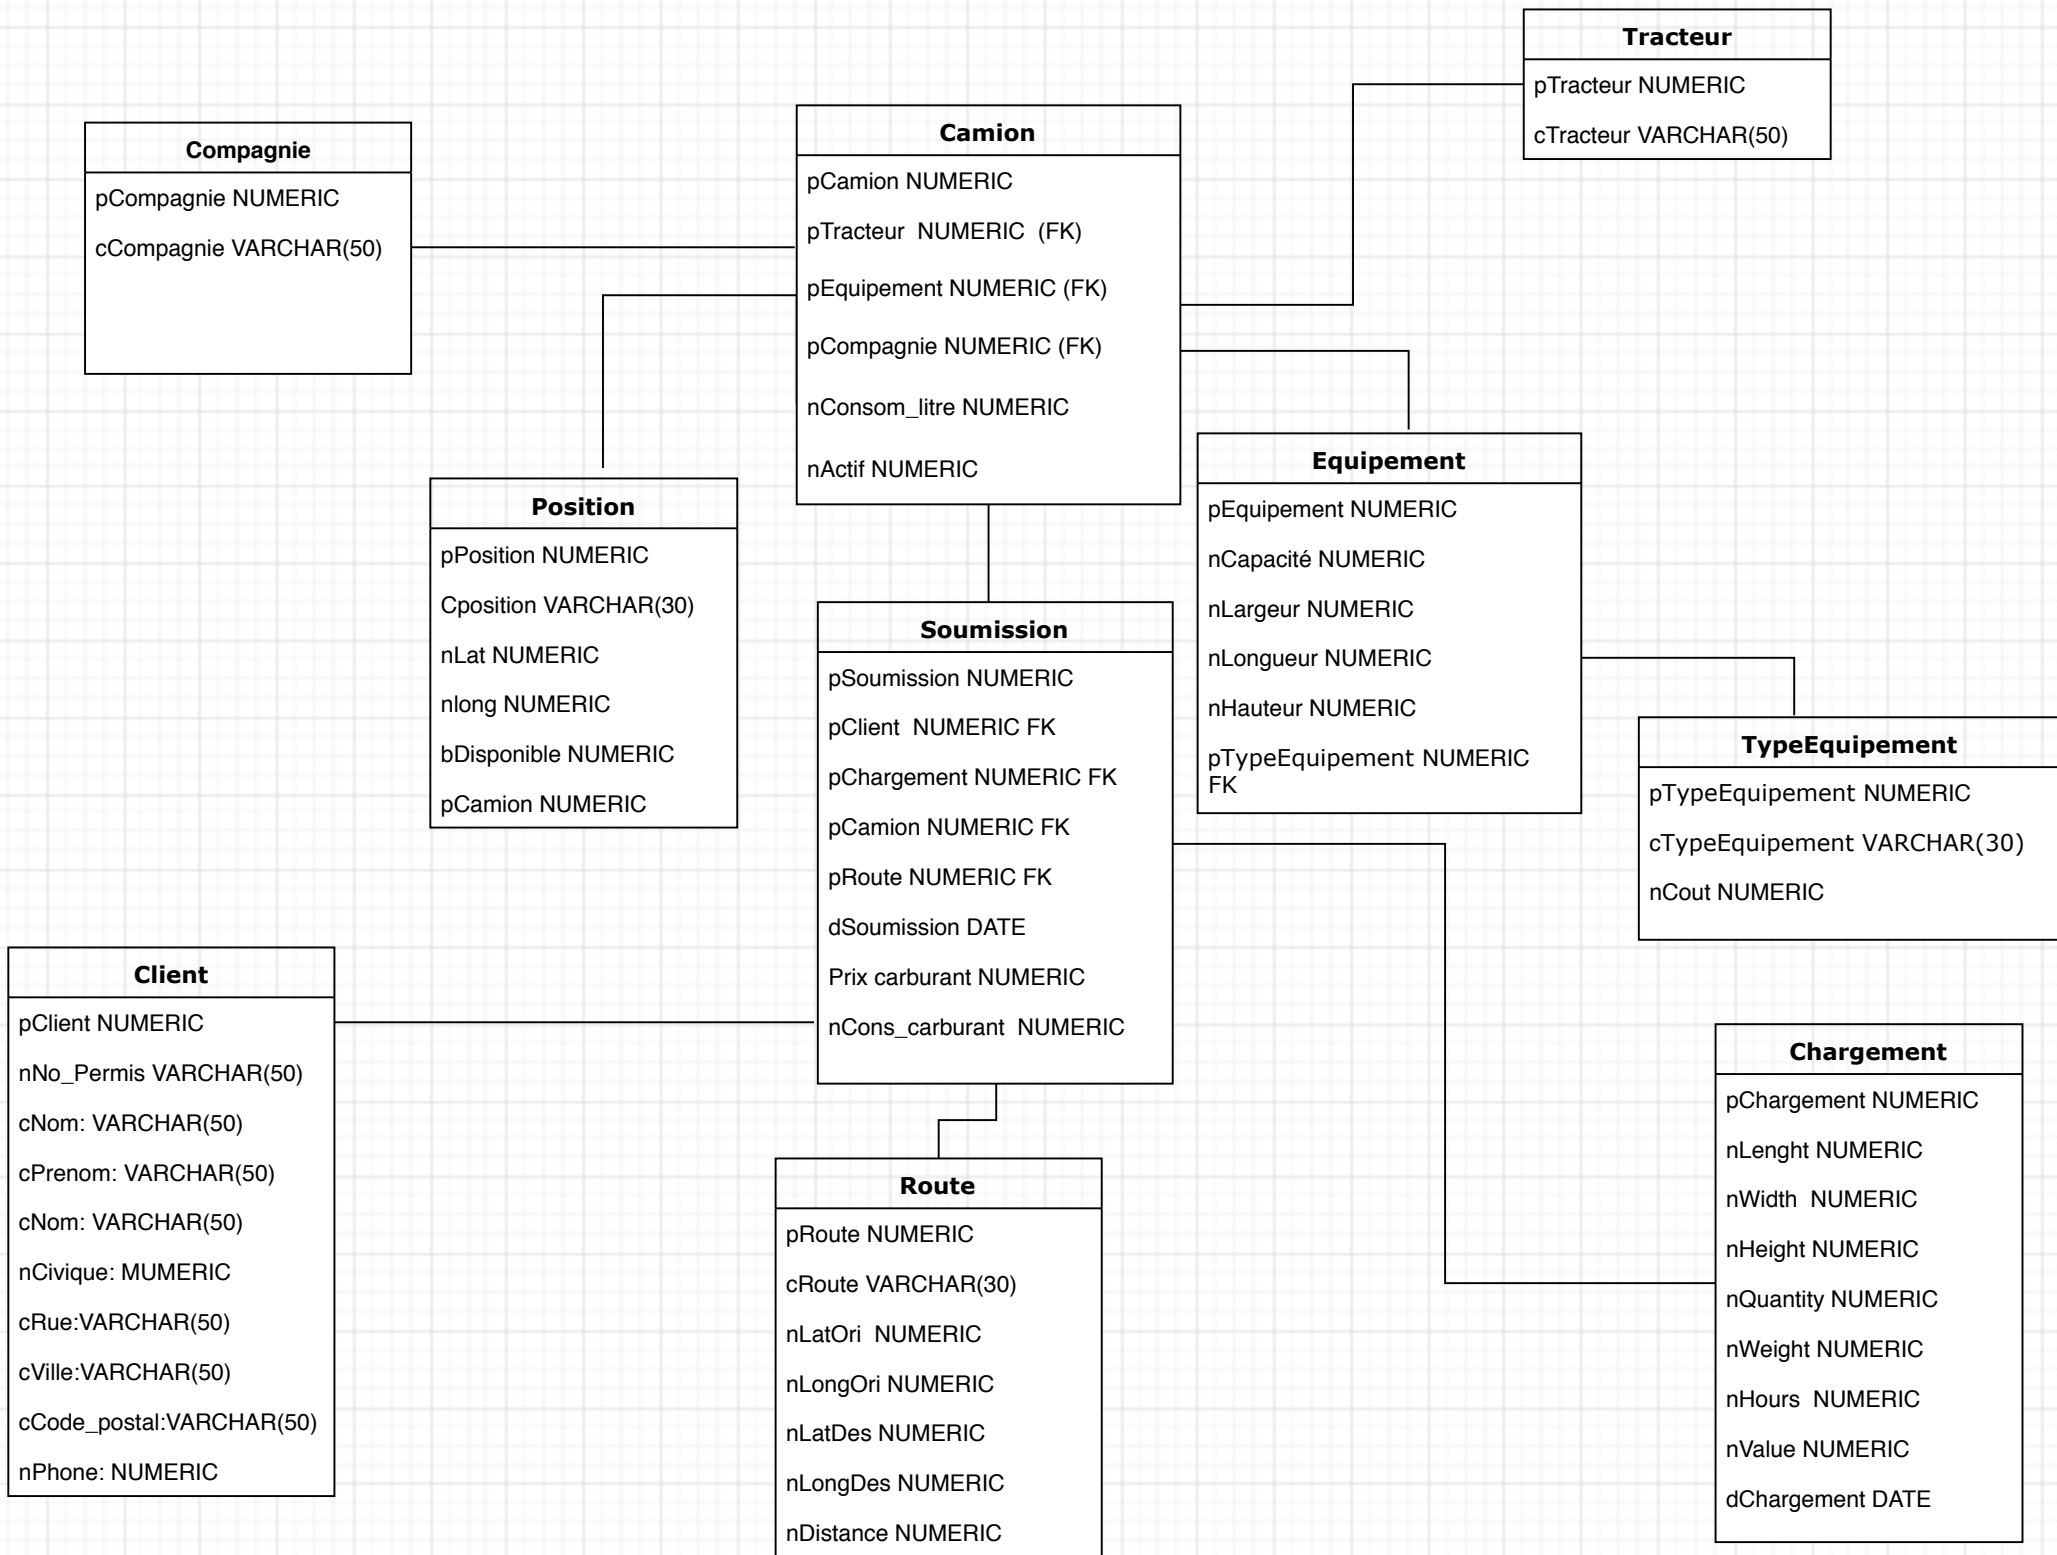 Tracteur
pTracteur NUMERIC
cTracteur VARCHAR(50)
Compagnie
pCompagnie NUMERIC
cCompagnie VARCHAR(50)
Camion
pCamion NUMERIC
pTracteur  NUMERIC  (FK)
pEquipement NUMERIC (FK)
pCompagnie NUMERIC (FK)
nConsom_litre NUMERIC
nActif NUMERIC
Position
pPosition NUMERIC
Cposition VARCHAR(30)
nLat NUMERIC
nlong NUMERIC
bDisponible NUMERIC
pCamion NUMERIC
Equipement
pEquipement NUMERIC
nCapacité NUMERIC
nLargeur NUMERIC
nLongueur NUMERIC
nHauteur NUMERIC
pTypeEquipement NUMERIC
FK
Soumission
pSoumission NUMERIC
pClient  NUMERIC FK
pChargement NUMERIC FK
pCamion NUMERIC FK
pRoute NUMERIC FK
dSoumission DATE
Prix carburant NUMERIC
nCons_carburant  NUMERIC
TypeEquipement
pTypeEquipement NUMERIC
cTypeEquipement VARCHAR(30)
nCout NUMERIC
Client
pClient NUMERIC
nNo_Permis VARCHAR(50)
cNom: VARCHAR(50)
cPrenom: VARCHAR(50)
cNom: VARCHAR(50)
nCivique: MUMERIC
cRue:VARCHAR(50)
cVille:VARCHAR(50)
cCode_postal:VARCHAR(50)
nPhone: NUMERIC
Route
pRoute NUMERIC
cRoute VARCHAR(30)
nLatOri  NUMERIC
nLongOri NUMERIC
nLatDes NUMERIC
nLongDes NUMERIC
nDistance NUMERIC
Chargement
pChargement NUMERIC
nLenght NUMERIC
nWidth  NUMERIC
nHeight NUMERIC
nQuantity NUMERIC
nWeight NUMERIC
nHours  NUMERIC
nValue NUMERIC
dChargement DATE